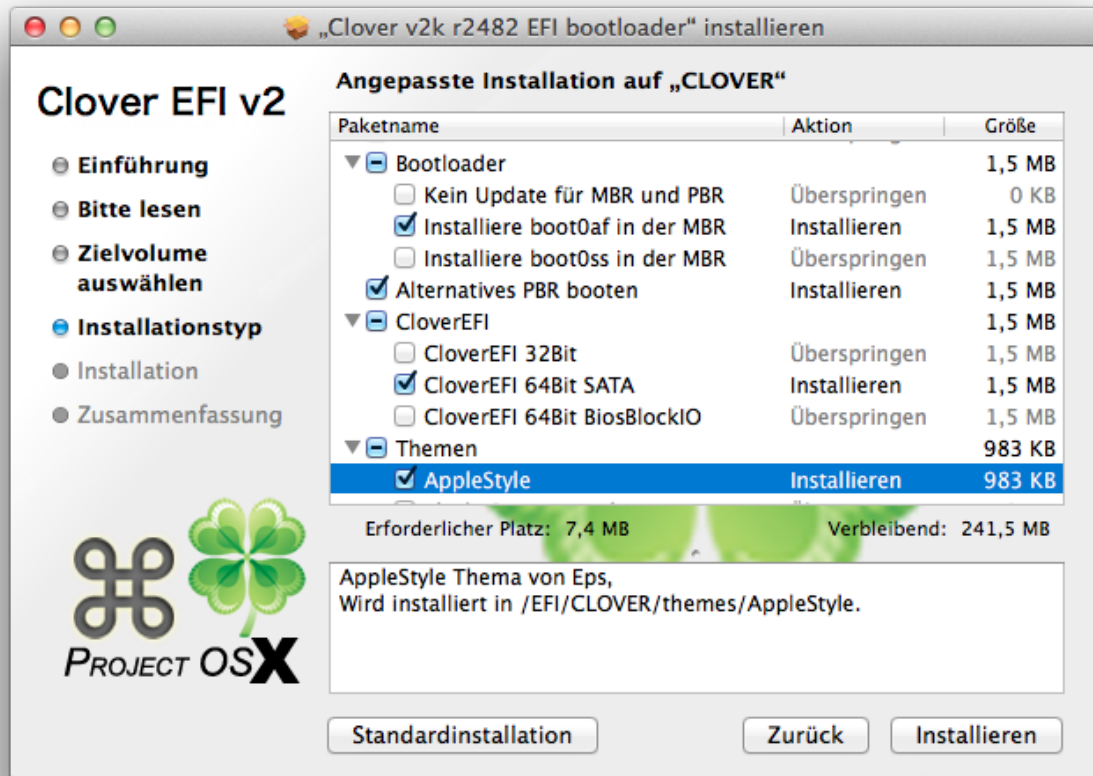 „Clover v2k r2482 EFI bootloader“ installieren
Clover EFI v2
Einführung
Bitte lesen
Zielvolume
auswählen
Installationstyp
Installation
Zusammenfassung
PROJECT OSX
Angepasste Installation auf „CLOVER“
Paketname Aktion Größe
Bootloader 1,5 MB
Kein Update für MBR und PBR Überspringen 0 KB
Installiere boot0af in der MBR Installieren 1,5 MB
Installiere boot0ss in der MBR Überspringen 1,5 MB
Alternatives PBR booten Installieren 1,5 MB
CloverEFI 1,5 MB
CloverEFI 32Bit Überspringen 1,5 MB
CloverEFI 64Bit SATA Installieren 1,5 MB
CloverEFI 64Bit BiosBlockIO Überspringen 1,5 MB
Themen 983 KB
AppleStyle Installieren 983 KB
Erforderlicher Platz: 7,4 MB Verbleibend: 241,5 MB
AppleStyle Thema von Eps,
Wird installiert in /EFI/CLOVER/themes/AppleStyle.
Standardinstallation Zurück Installieren